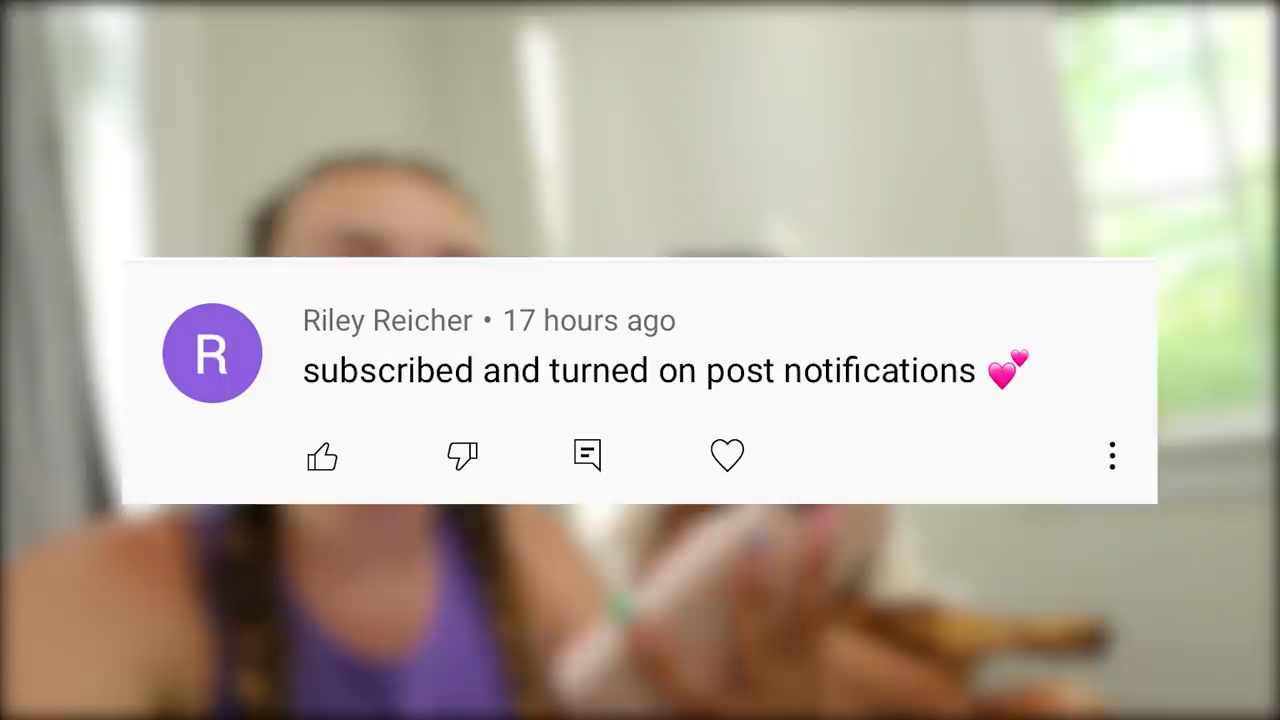 R
Riley Reicher • 17 hours ago
subscribed and turned on post notifications 💕